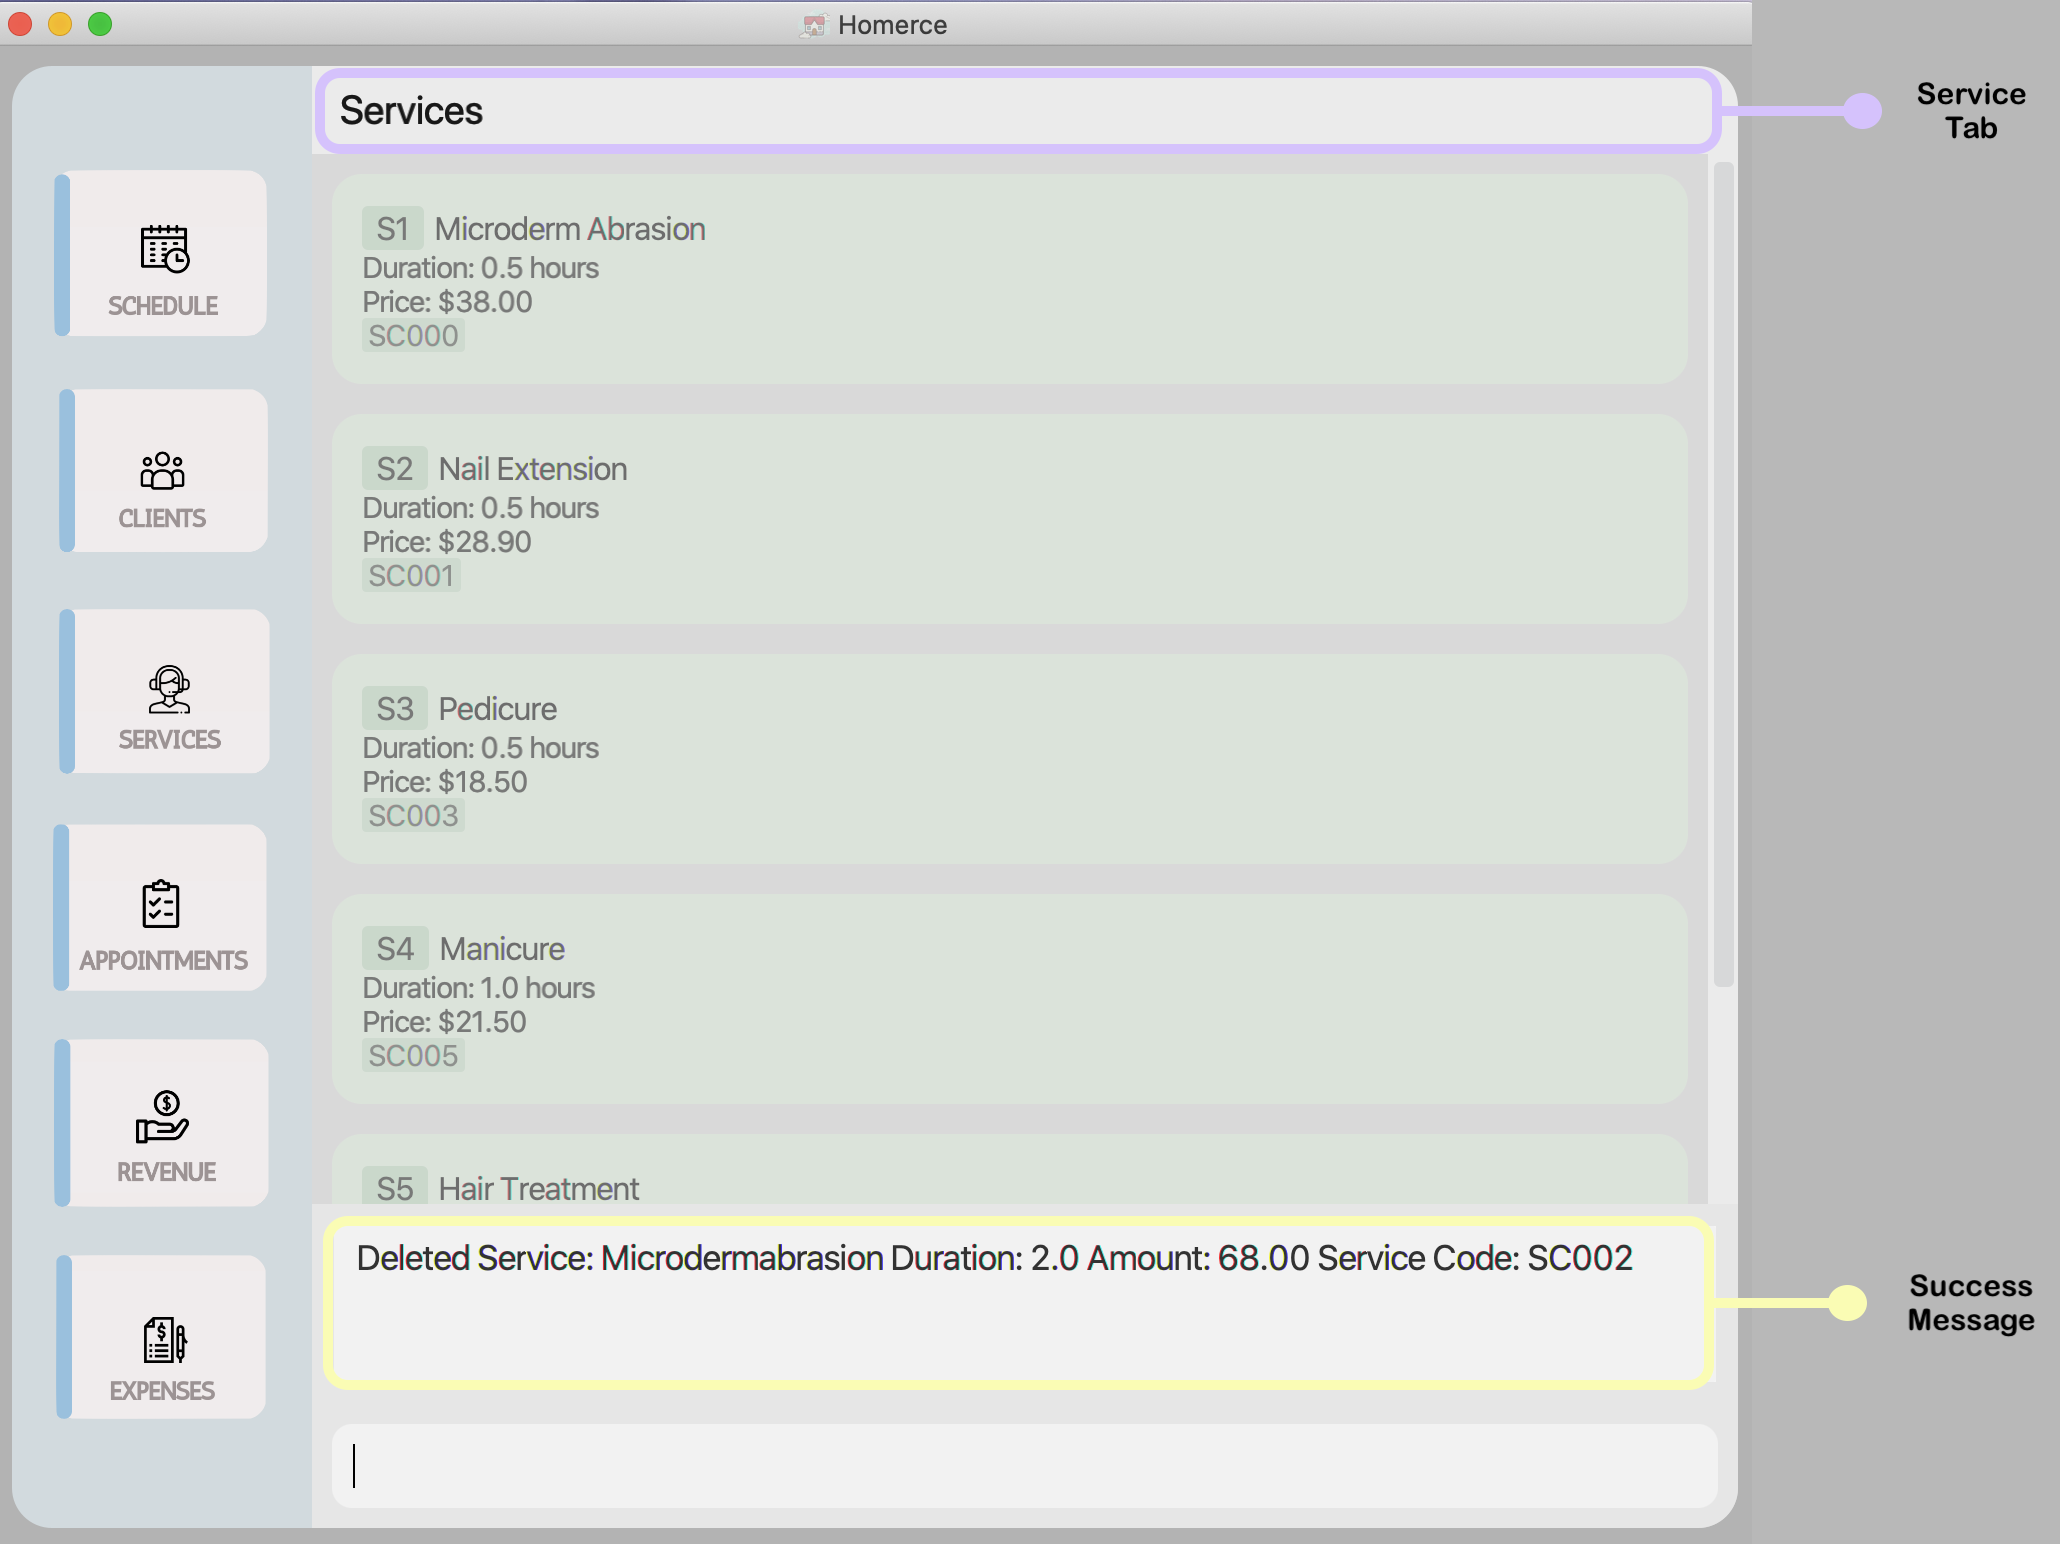 Homerce
Services
Service
Tab
SCHEDULE
CLIENTS
SERVICES
APPOINTMENTS
REVENUE
EXPENSES
S1 Microderm Abrasion
Duration: 0.5 hours
Price: $38.00
SC000
S2 Nail Extension
Duration: 0.5 hours
Price: $28.90
SC001
S3 Pedicure
Duration: 0.5 hours
Price: $18.50
SC003
S4 Manicure
Duration: 1.0 hours
Price: $21.50
SC005
S5 Hair Treatment
Deleted Service: Microdermabrasion Duration: 2.0 Amount: 68.00 Service Code: SC002
Success
Message